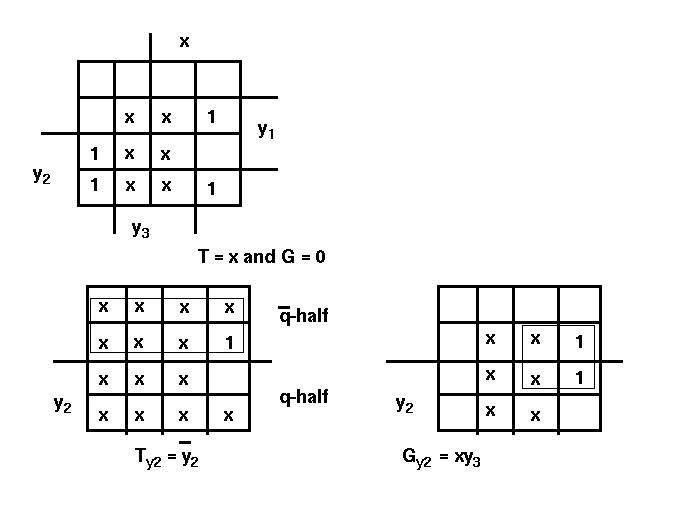 x
x x 1
y1
1 x x
y2
1 x x 1
y3
T = x and G = 0
x x x x
q̅-half
x x x 1
x x 1
x x x
x x 1
y2
q-half
y2
x x x x
x x
Ty2 = y̅2
Gy2 = xy3